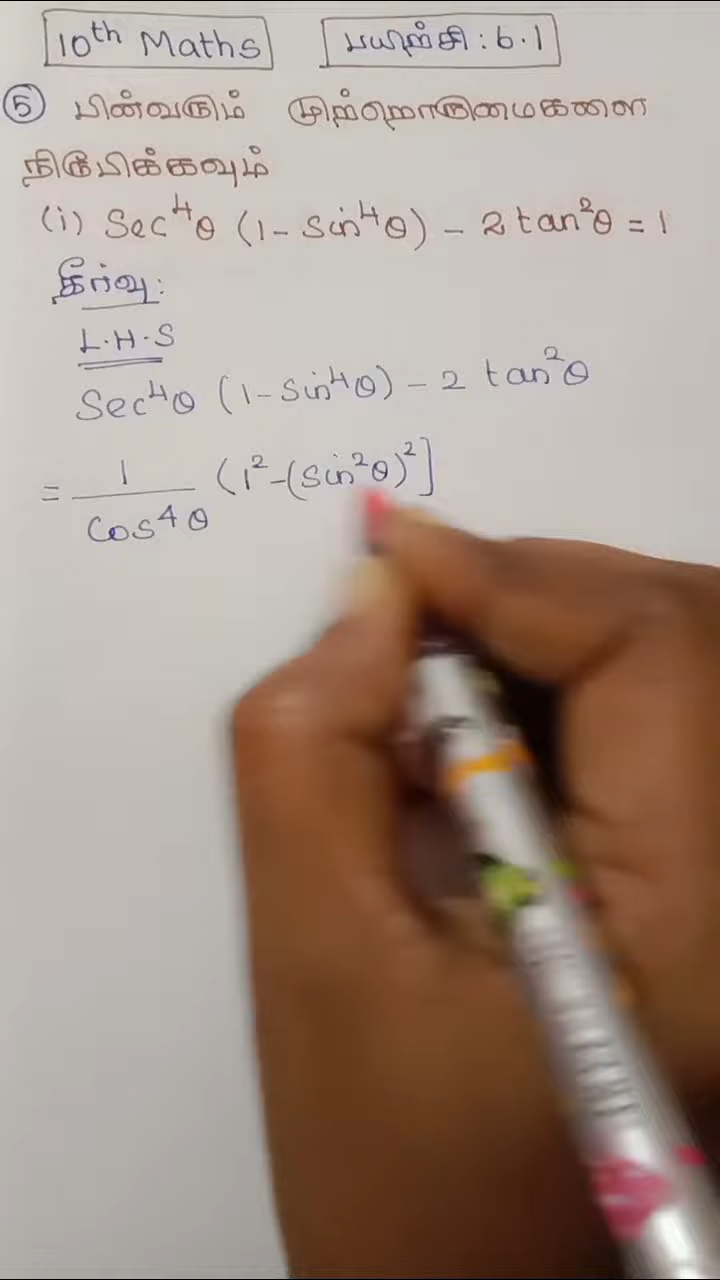 10th Maths பயிற்சி : 6.1
⑤ பின்வரும் முற்றொருமைகளை
நிரூபிக்கவும்
(i) Sec⁴θ (1 - Sin⁴θ) - 2 tan²θ = 1
தீர்வு :
L.H.S
Sec⁴θ (1 - Sin⁴θ) - 2 tan²θ
= 1/Cos⁴θ (1² - (Sin²θ)²]